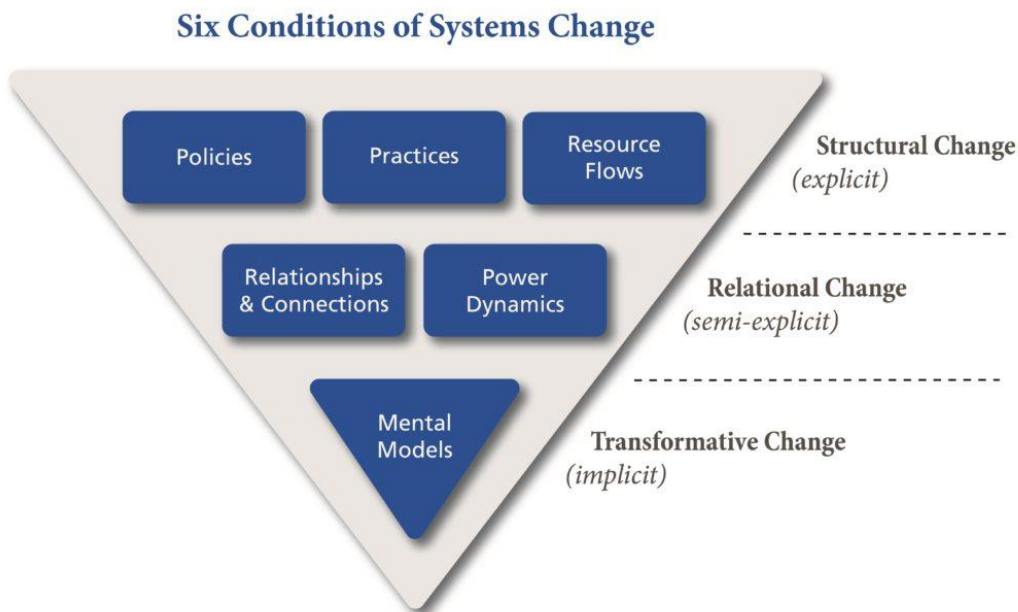 Six Conditions of Systems Change
Policies
Practices
Resource
Flows
Structural Change
(explicit)
Relationships
& Connections
Power
Dynamics
Relational Change
(semi-explicit)
Mental
Models
Transformative Change
(implicit)